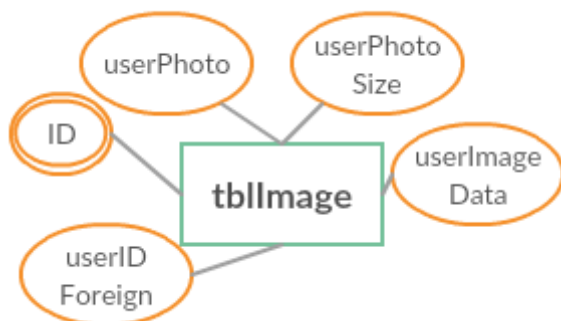 userPhoto
userPhoto
Size
ID
userImage
Data
tblImage
userID
Foreign